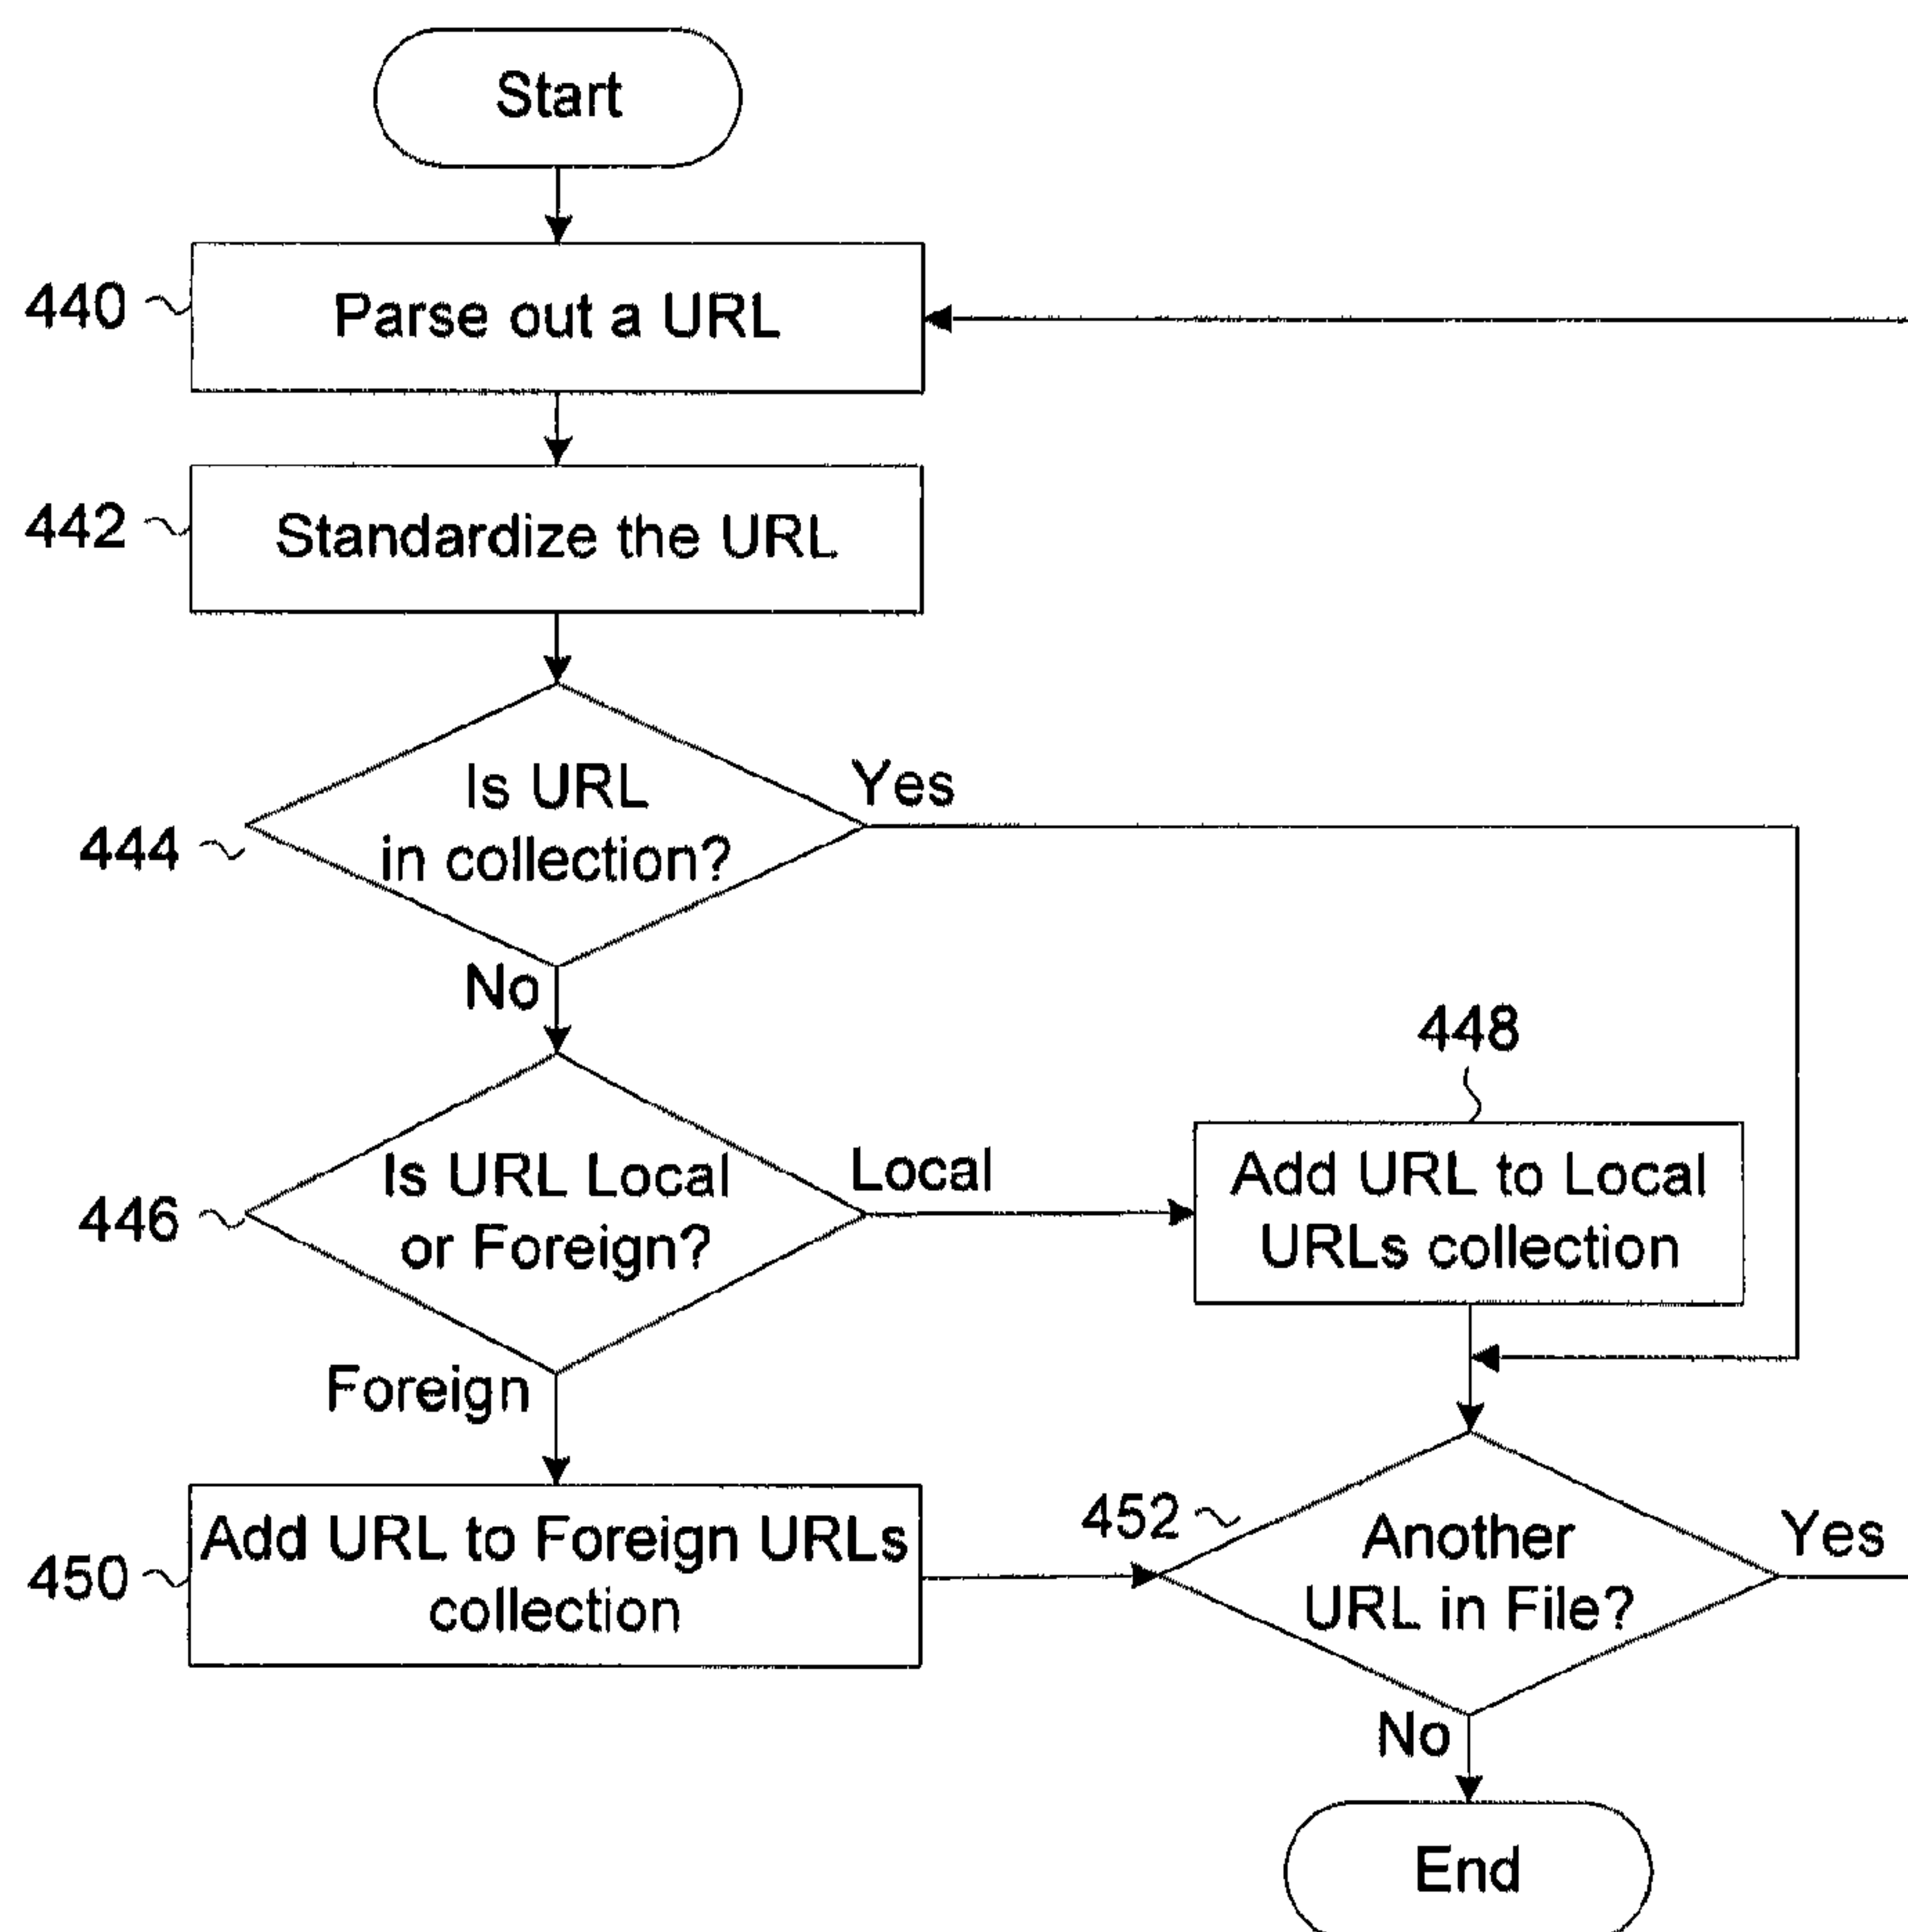 Start
440
Parse out a URL
442
Standardize the URL
444
Is URL
in collection?
Yes
No
448
446
Is URL Local
or Foreign?
Local
Add URL to Local
URLs collection
Foreign
450
Add URL to Foreign URLs
collection
452
Another
URL in File?
Yes
No
End